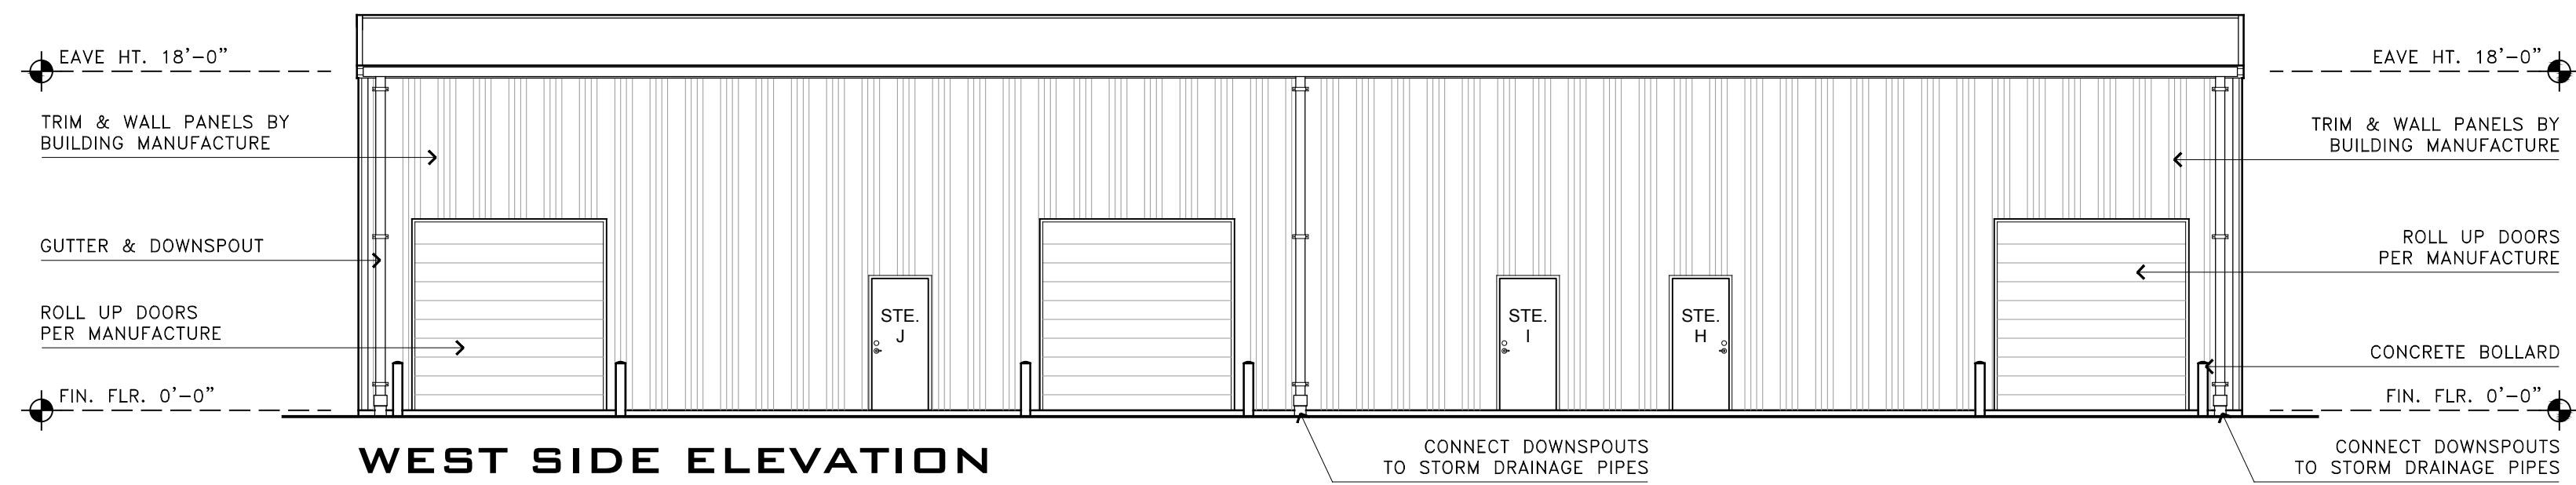 EAVE HT. 18'-0"
EAVE HT. 18'-0"
TRIM & WALL PANELS BY
BUILDING MANUFACTURE
TRIM & WALL PANELS BY
BUILDING MANUFACTURE
GUTTER & DOWNSPOUT
ROLL UP DOORS
PER MANUFACTURE
ROLL UP DOORS
PER MANUFACTURE
STE.
J
STE.
I
STE.
H
CONCRETE BOLLARD
FIN. FLR. 0'-0"
FIN. FLR. 0'-0"
WEST SIDE ELEVATION
CONNECT DOWNSPOUTS
TO STORM DRAINAGE PIPES
CONNECT DOWNSPOUTS
TO STORM DRAINAGE PIPES